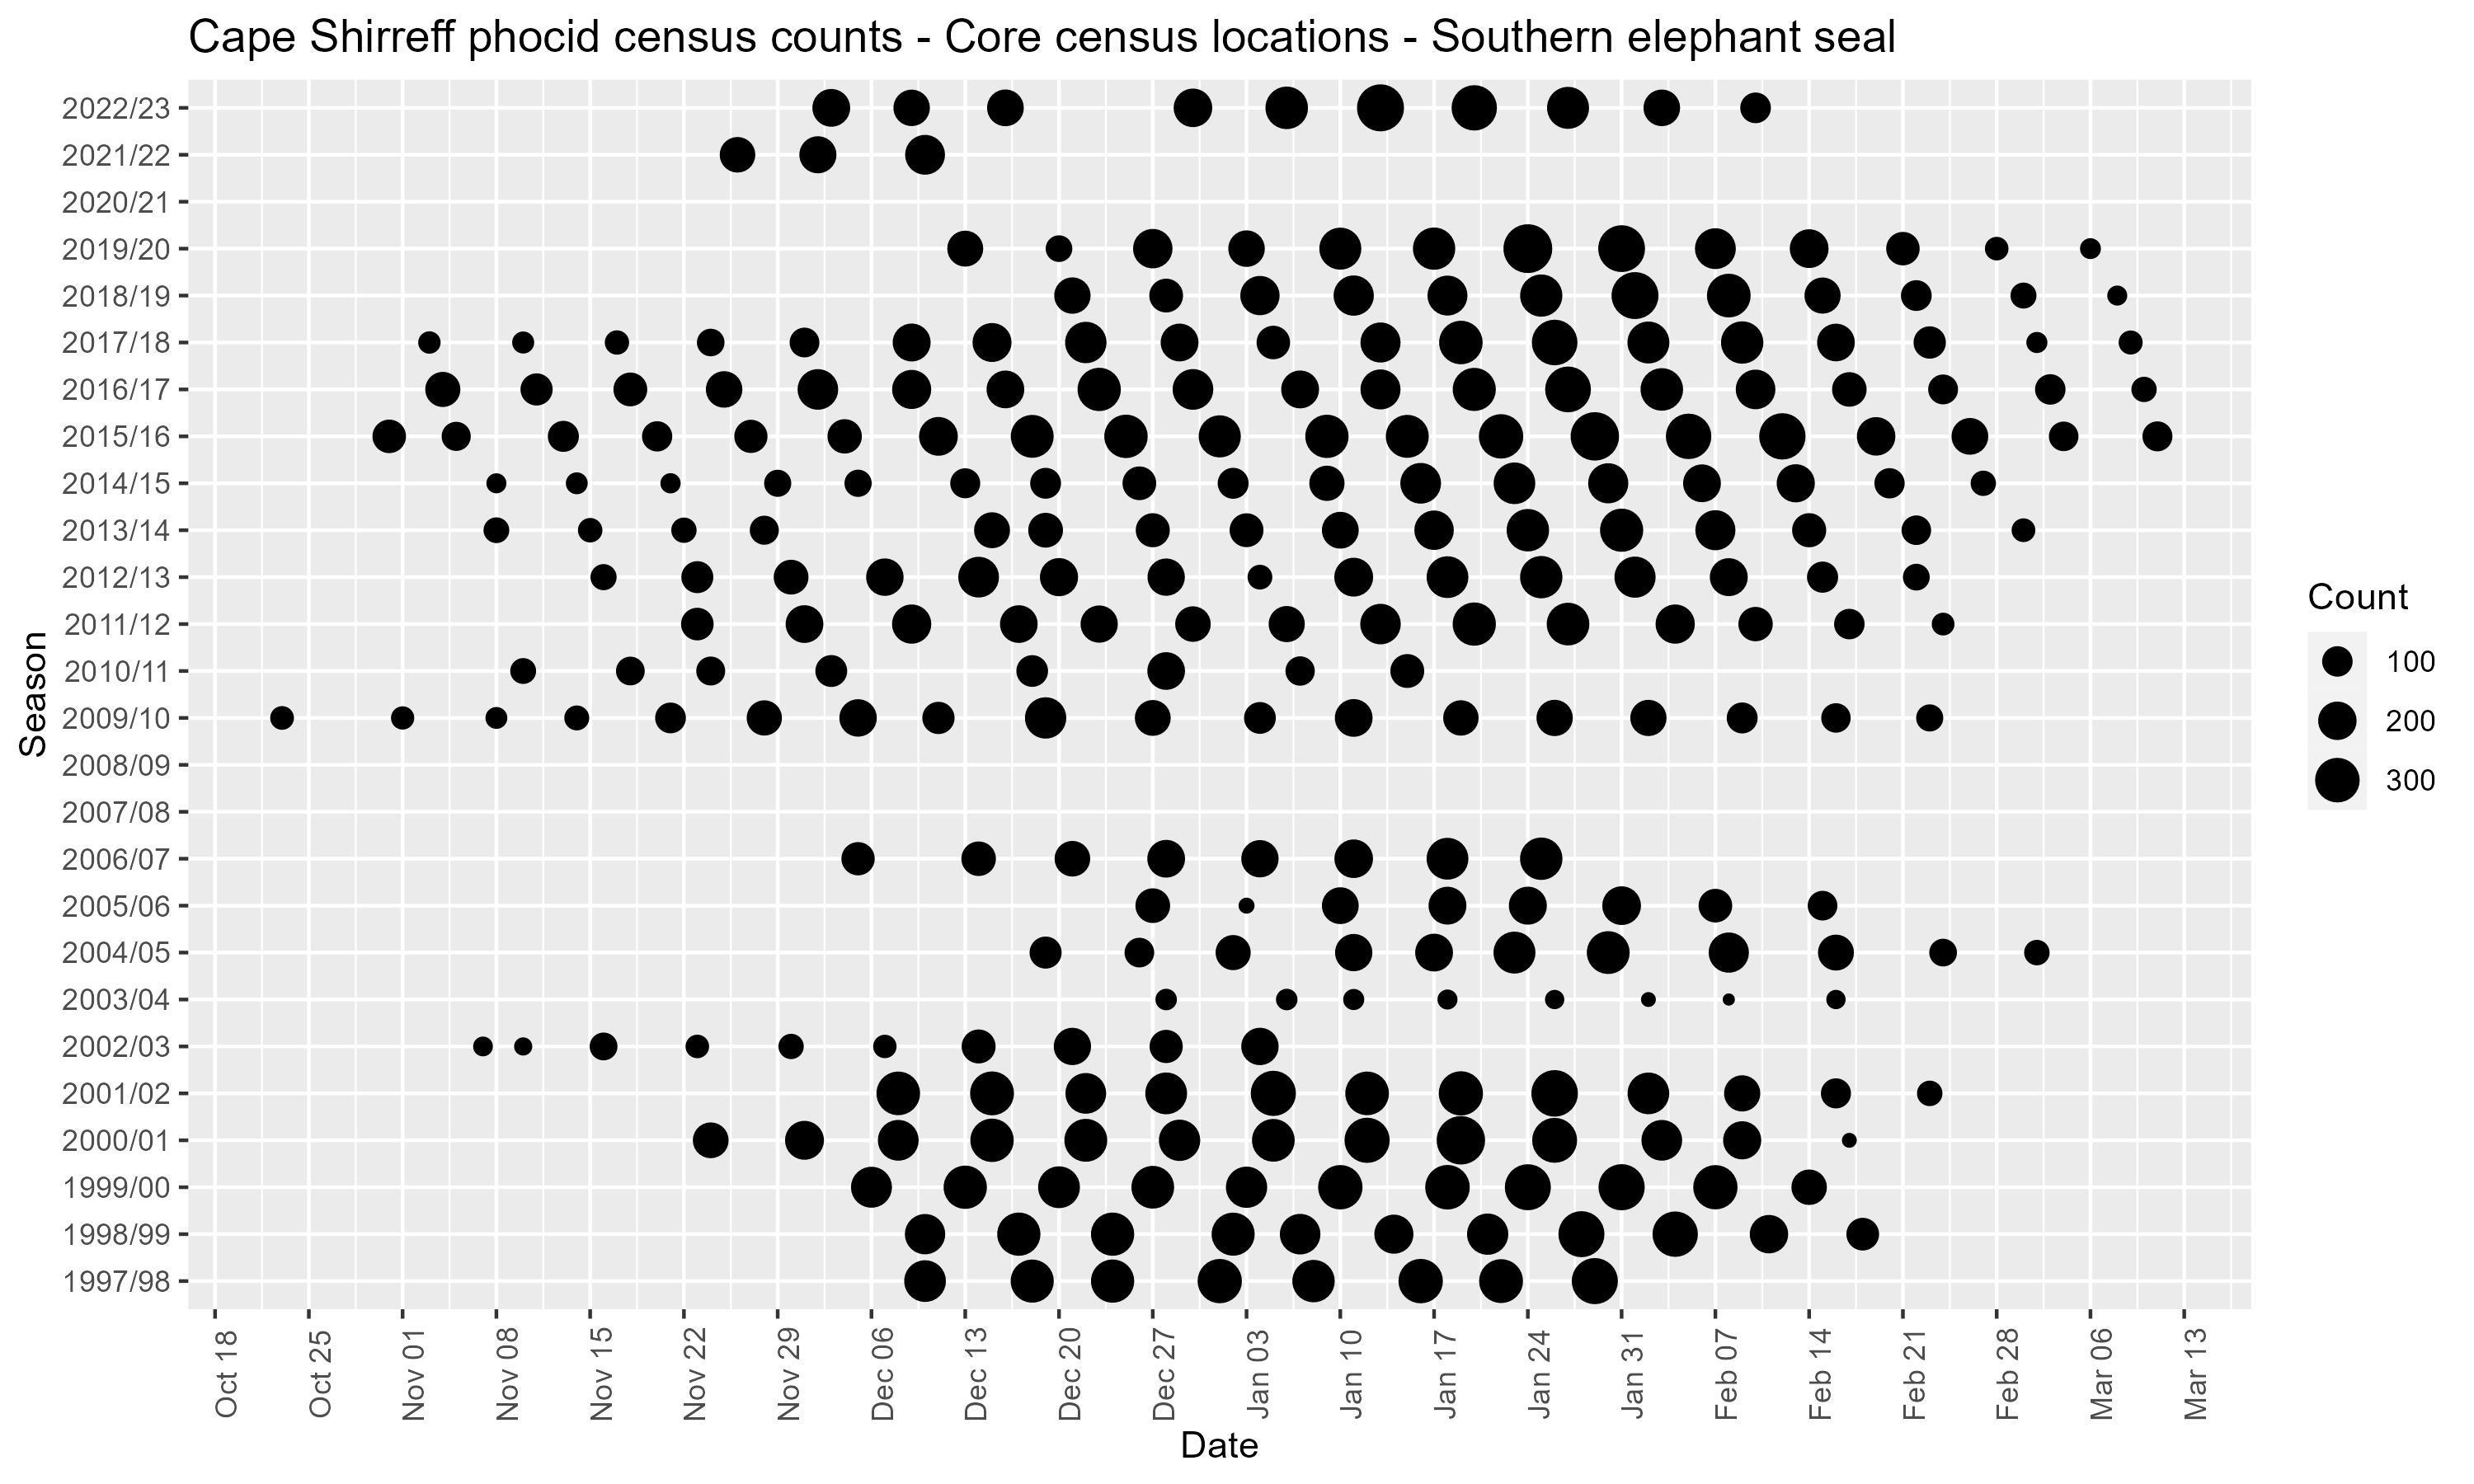 Cape Shirreff phocid census counts - Core census locations - Southern elephant seal
2022/23
2021/22
2020/21
2019/20
2018/19
2017/18
2016/17
2015/16
2014/15
2013/14
2012/13
2011/12
2010/11
2009/10
2008/09
2007/08
2006/07
2005/06
2004/05
2003/04
2002/03
2001/02
2000/01
1999/00
1998/99
1997/98
Season
Oct 18
Oct 25
Nov 01
Nov 08
Nov 15
Nov 22
Nov 29
Dec 06
Dec 13
Dec 20
Dec 27
Jan 03
Jan 10
Jan 17
Jan 24
Jan 31
Feb 07
Feb 14
Feb 21
Feb 28
Mar 06
Mar 13
Date
Count
100
200
300